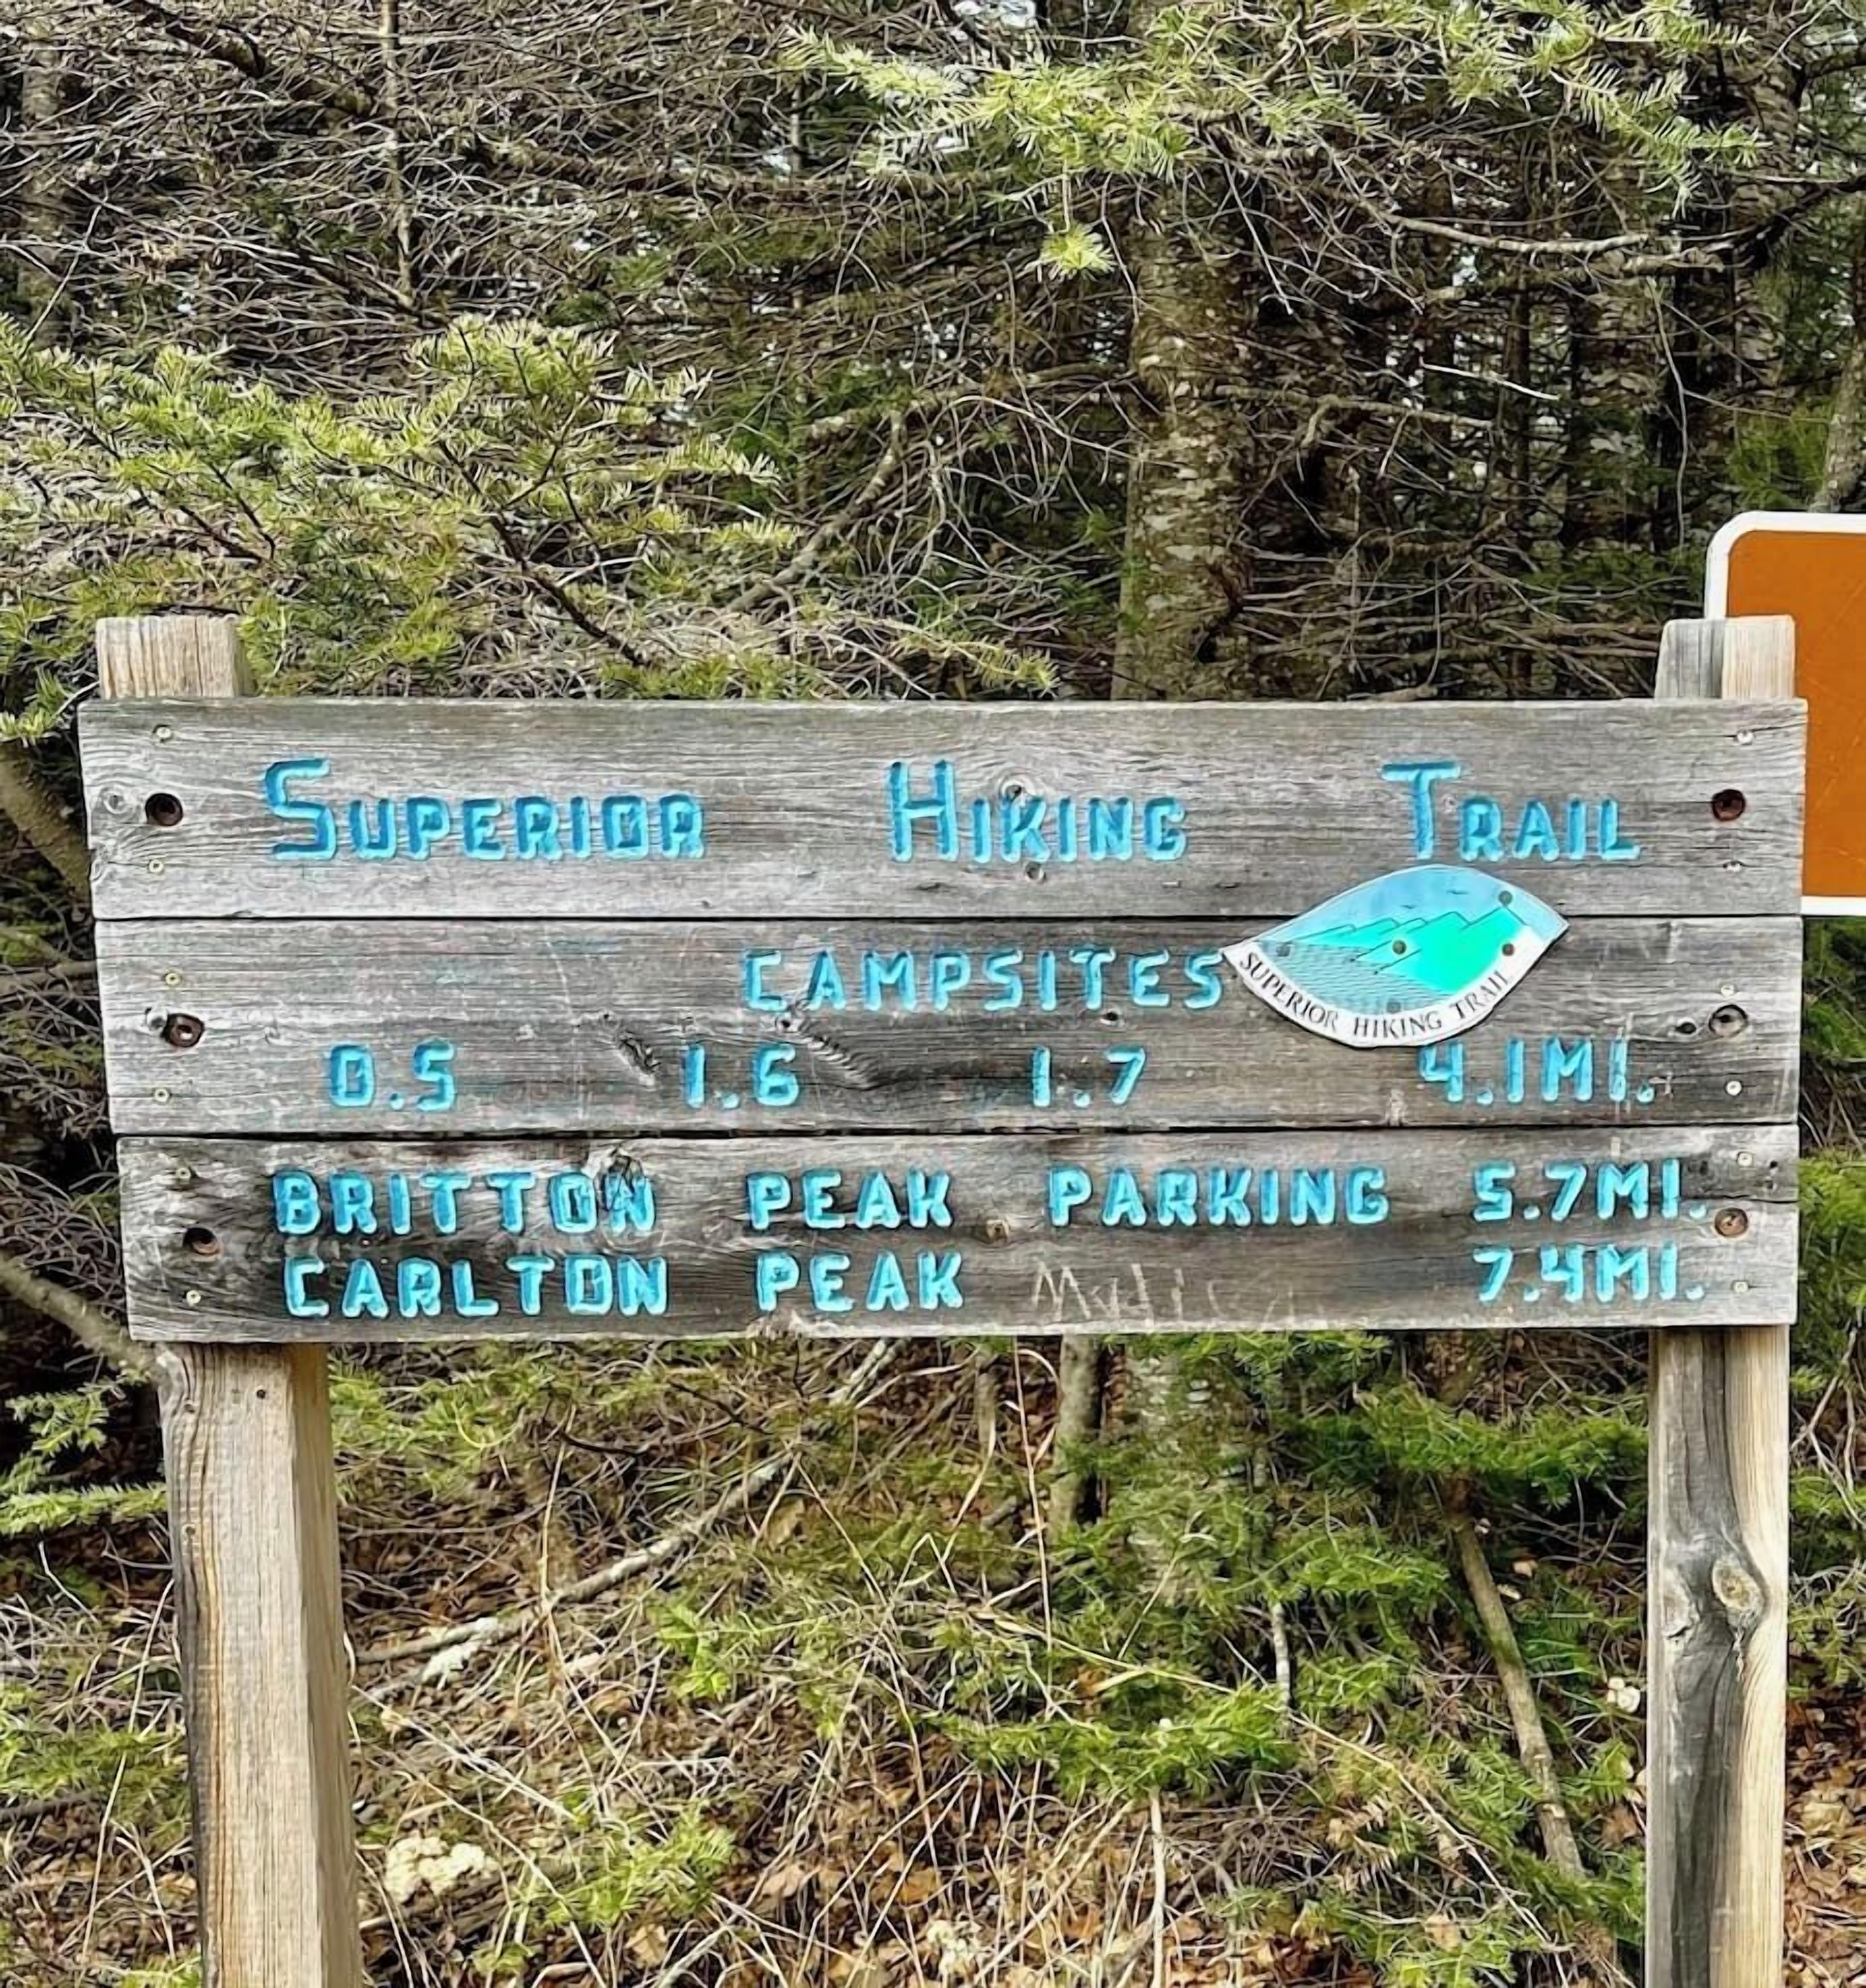 Superior Hiking Trail
CAMPSITES
SUPERIOR HIKING TRAIL
0.5 1.6 1.7 4.1MI.
BRITTON PEAK PARKING 5.7MI.
CARLTON PEAK 7.4MI.